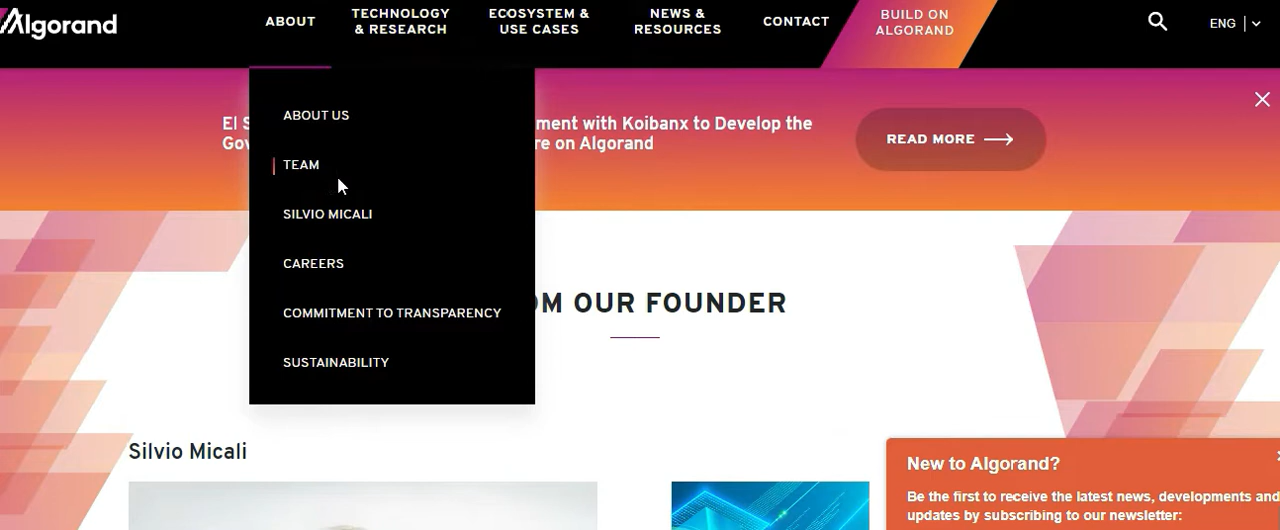 Algorand
ABOUT
TECHNOLOGY
& RESEARCH
ECOSYSTEM &
USE CASES
NEWS &
RESOURCES
CONTACT
BUILD ON
ALGORAND
ENG
ABOUT US
TEAM
SILVIO MICALI
CAREERS
COMMITMENT TO TRANSPARENCY
SUSTAINABILITY
El S
ment with Koibanx to Develop the
Gov
re on Algorand
READ MORE
OM OUR FOUNDER
Silvio Micali
New to Algorand?
Be the first to receive the latest news, developments and
updates by subscribing to our newsletter: